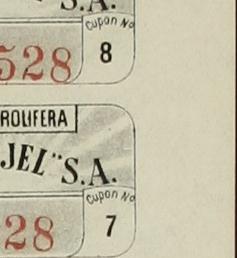 S.A.
Cupon No
528 8
ROLIFERA
JEL" S.A.
Cupon No
28 7